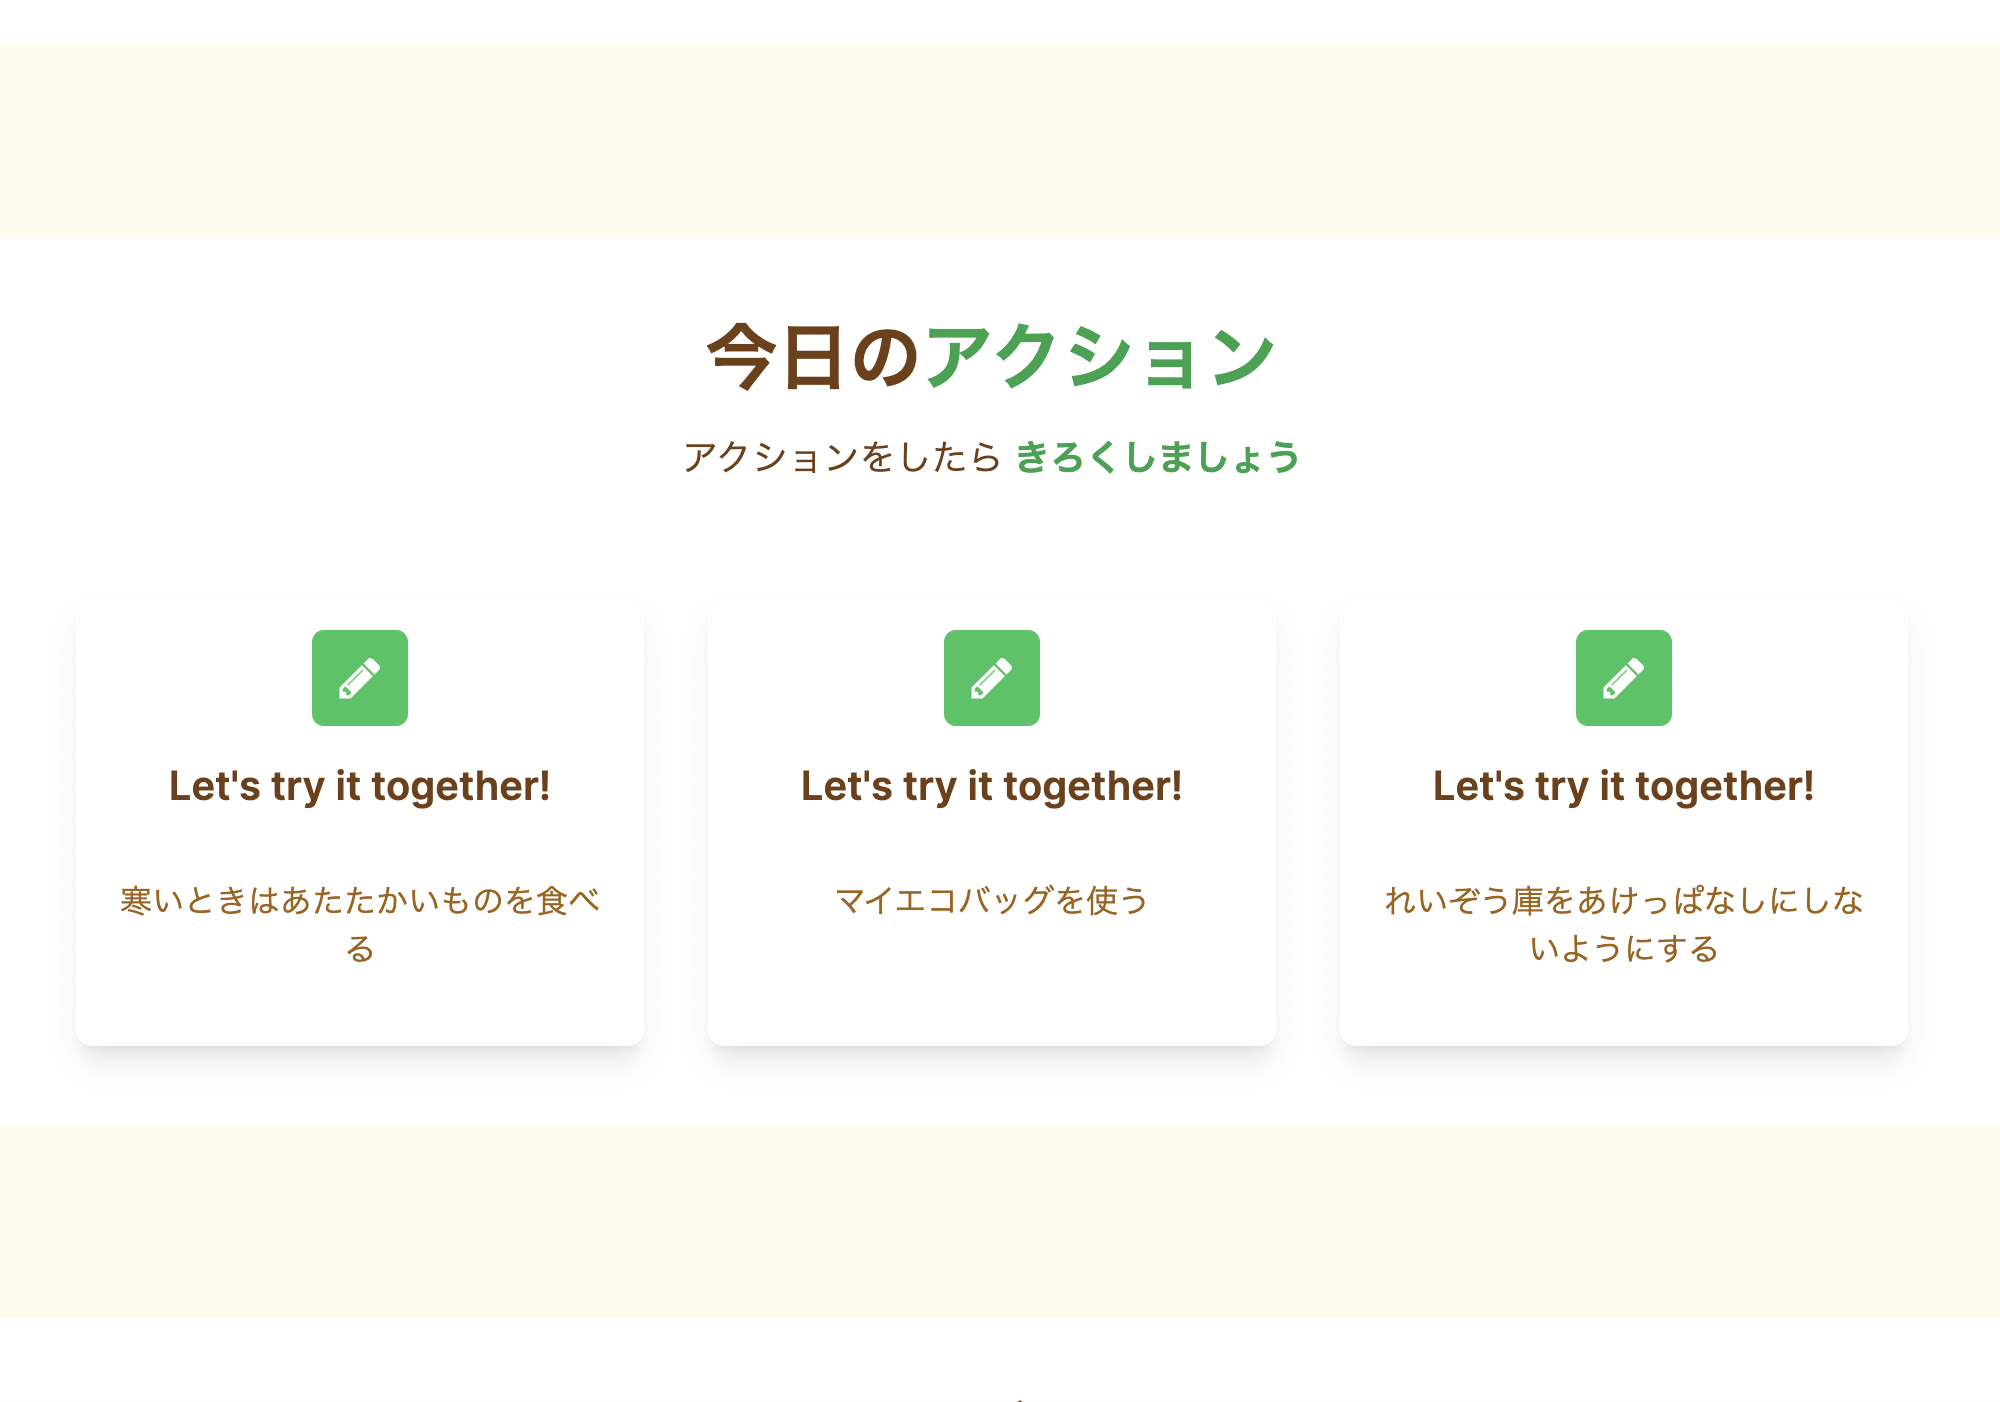 今日のアクション
アクションをしたら きろくしましょう
Let's try it together!
寒いときはあたたかいものを食べ
る
Let's try it together!
マイエコバッグを使う
Let's try it together!
れいぞう庫をあけっぱなしにしな
いようにする